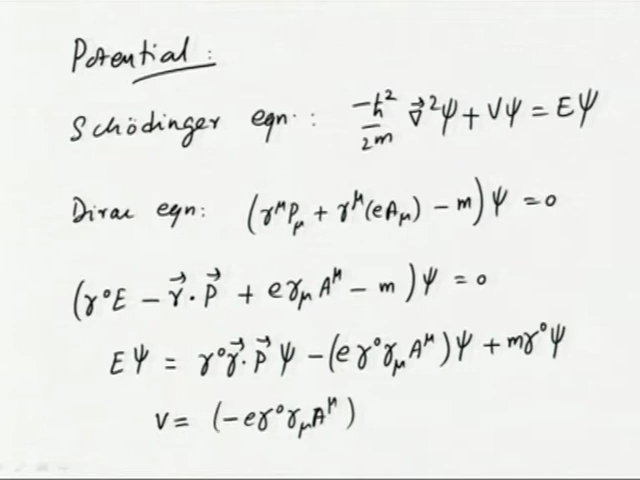 Potential :
Schödinger eqn. : -ħ²/2m ∇⃗²ψ + Vψ = Eψ
Dirac eqn: (γ^μ P_μ + γ^μ(eA_μ) - m)ψ = 0
(γ⁰E - γ⃗·P⃗ + eγ_μ A^μ - m)ψ = 0
Eψ = γ⁰γ⃗·P⃗ ψ - (eγ⁰γ_μ A^μ)ψ + mγ⁰ψ
V = (-eγ⁰γ_μ A^μ)